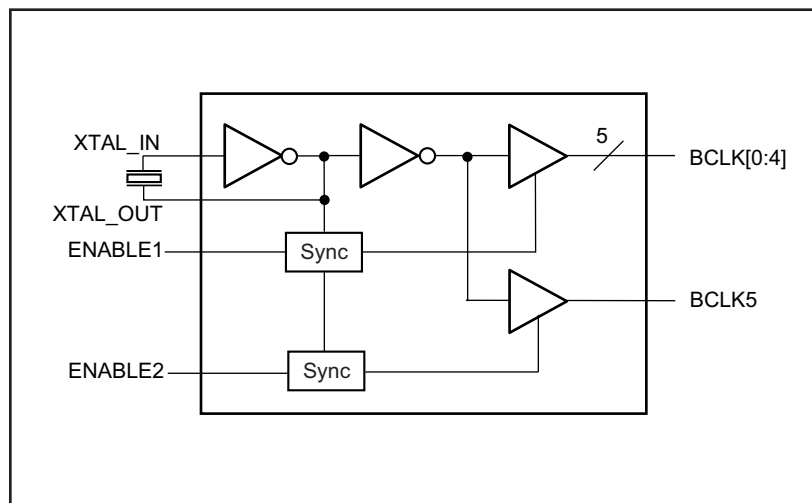 XTAL_IN
XTAL_OUT
ENABLE1
Sync
5
BCLK[0:4]
BCLK5
ENABLE2
Sync